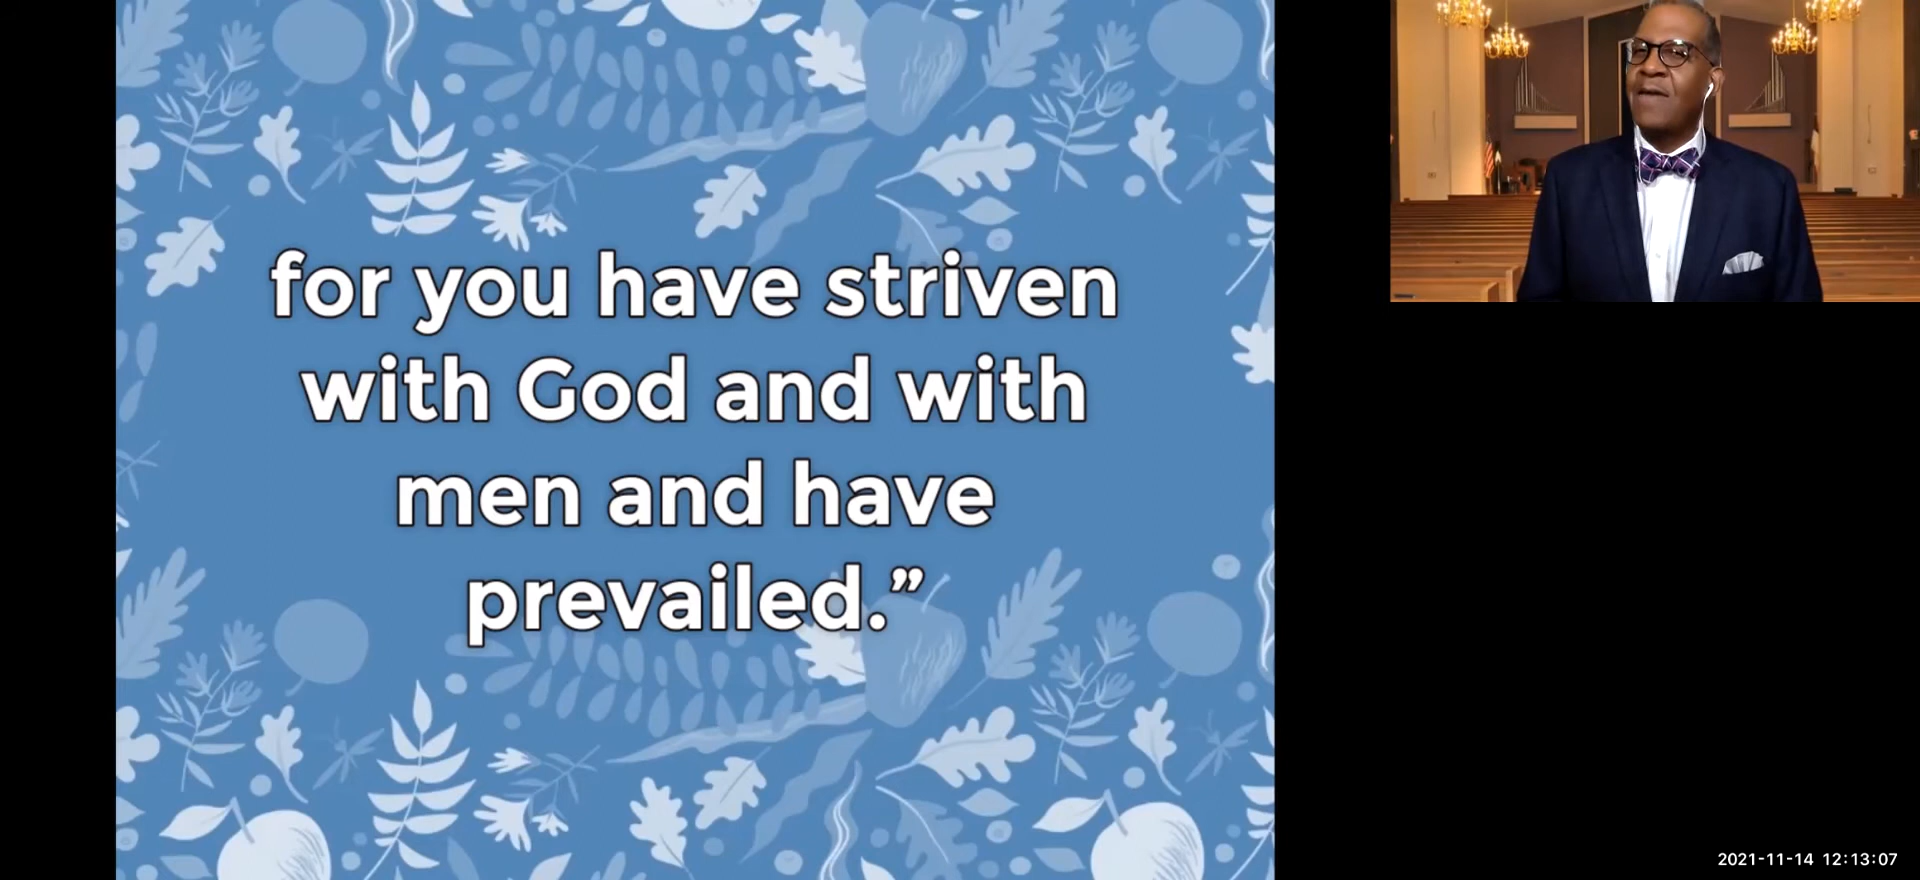 for you have striven
with God and with
men and have
prevailed.”
2021-11-14 12:13:07